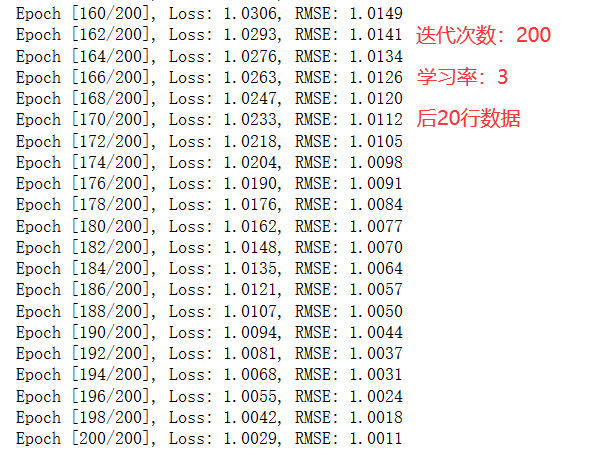 Epoch [160/200], Loss: 1.0306, RMSE: 1.0149
Epoch [162/200], Loss: 1.0293, RMSE: 1.0141
Epoch [164/200], Loss: 1.0276, RMSE: 1.0134
Epoch [166/200], Loss: 1.0263, RMSE: 1.0126
Epoch [168/200], Loss: 1.0247, RMSE: 1.0120
Epoch [170/200], Loss: 1.0233, RMSE: 1.0112
Epoch [172/200], Loss: 1.0218, RMSE: 1.0105
Epoch [174/200], Loss: 1.0204, RMSE: 1.0098
Epoch [176/200], Loss: 1.0190, RMSE: 1.0091
Epoch [178/200], Loss: 1.0176, RMSE: 1.0084
Epoch [180/200], Loss: 1.0162, RMSE: 1.0077
Epoch [182/200], Loss: 1.0148, RMSE: 1.0070
Epoch [184/200], Loss: 1.0135, RMSE: 1.0064
Epoch [186/200], Loss: 1.0121, RMSE: 1.0057
Epoch [188/200], Loss: 1.0107, RMSE: 1.0050
Epoch [190/200], Loss: 1.0094, RMSE: 1.0044
Epoch [192/200], Loss: 1.0081, RMSE: 1.0037
Epoch [194/200], Loss: 1.0068, RMSE: 1.0031
Epoch [196/200], Loss: 1.0055, RMSE: 1.0024
Epoch [198/200], Loss: 1.0042, RMSE: 1.0018
Epoch [200/200], Loss: 1.0029, RMSE: 1.0011
迭代次数：200
学习率：3
后20行数据